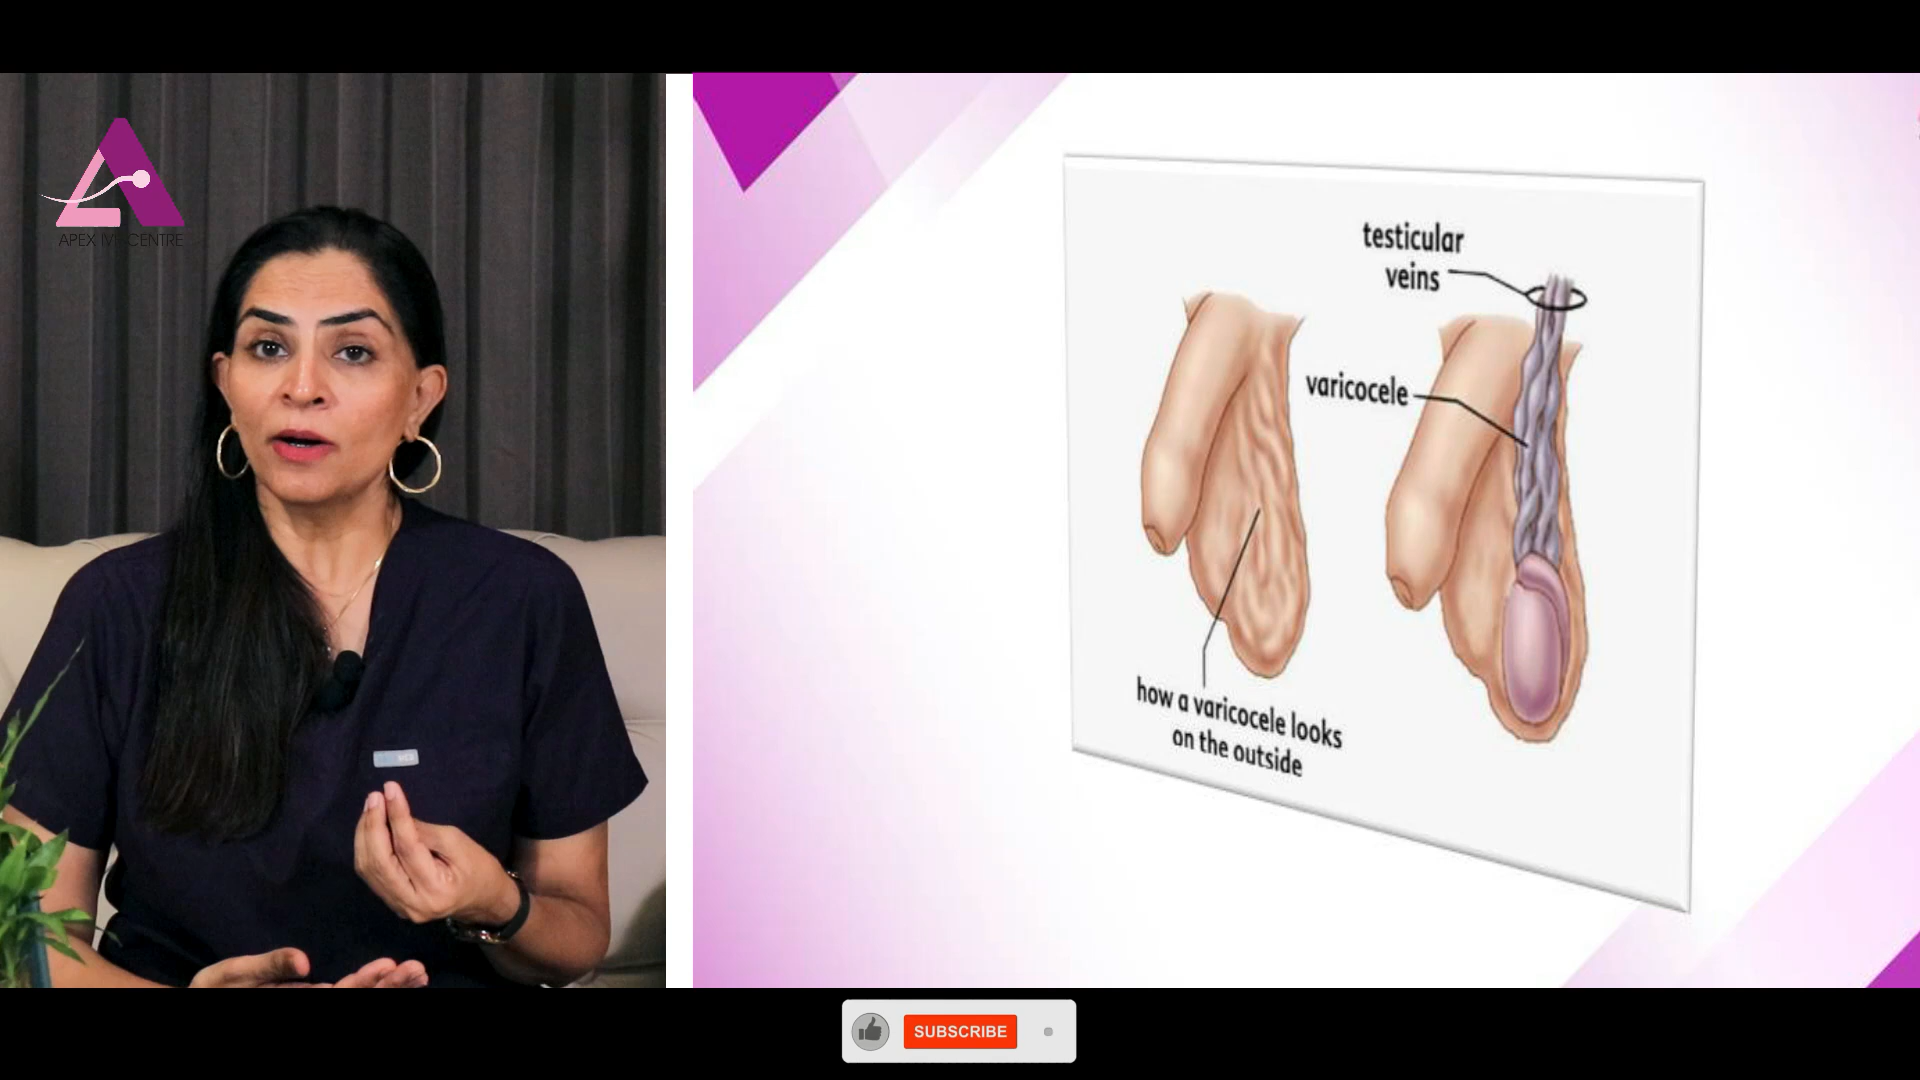 APEX IVF CENTRE
testicular
veins
varicocele
how a varicocele looks
on the outside
SUBSCRIBE